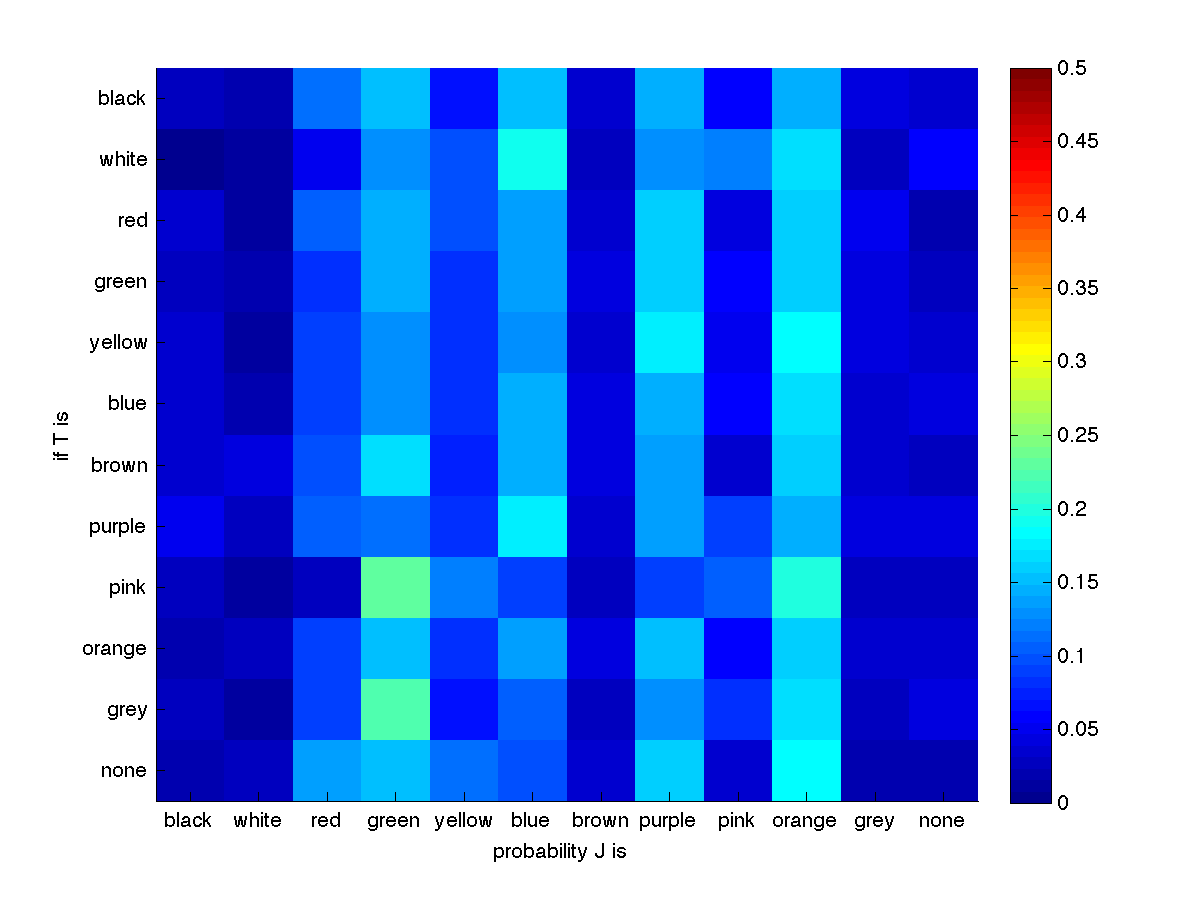 black
white
red
green
yellow
blue
brown
purple
pink
orange
grey
none
if T is
black white red green yellow blue brown purple pink orange grey none
probability J is
0.5
0.45
0.4
0.35
0.3
0.25
0.2
0.15
0.1
0.05
0